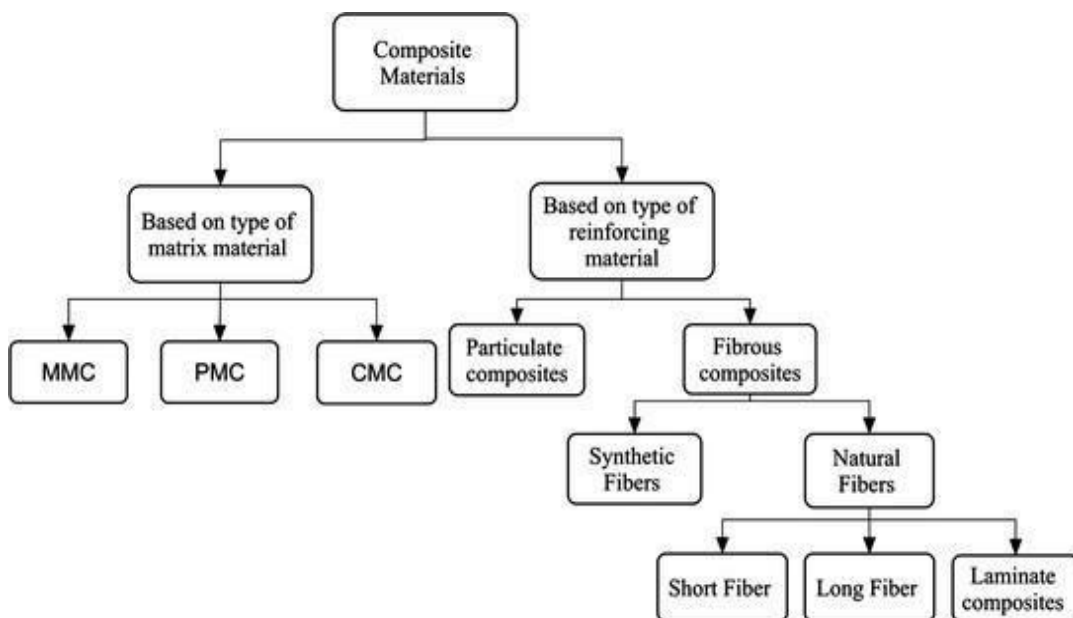 Composite
Materials
Based on type of
matrix material
Based on type of
reinforcing
material
MMC
PMC
CMC
Particulate
composites
Fibrous
composites
Synthetic
Fibers
Natural
Fibers
Short Fiber
Long Fiber
Laminate
composites